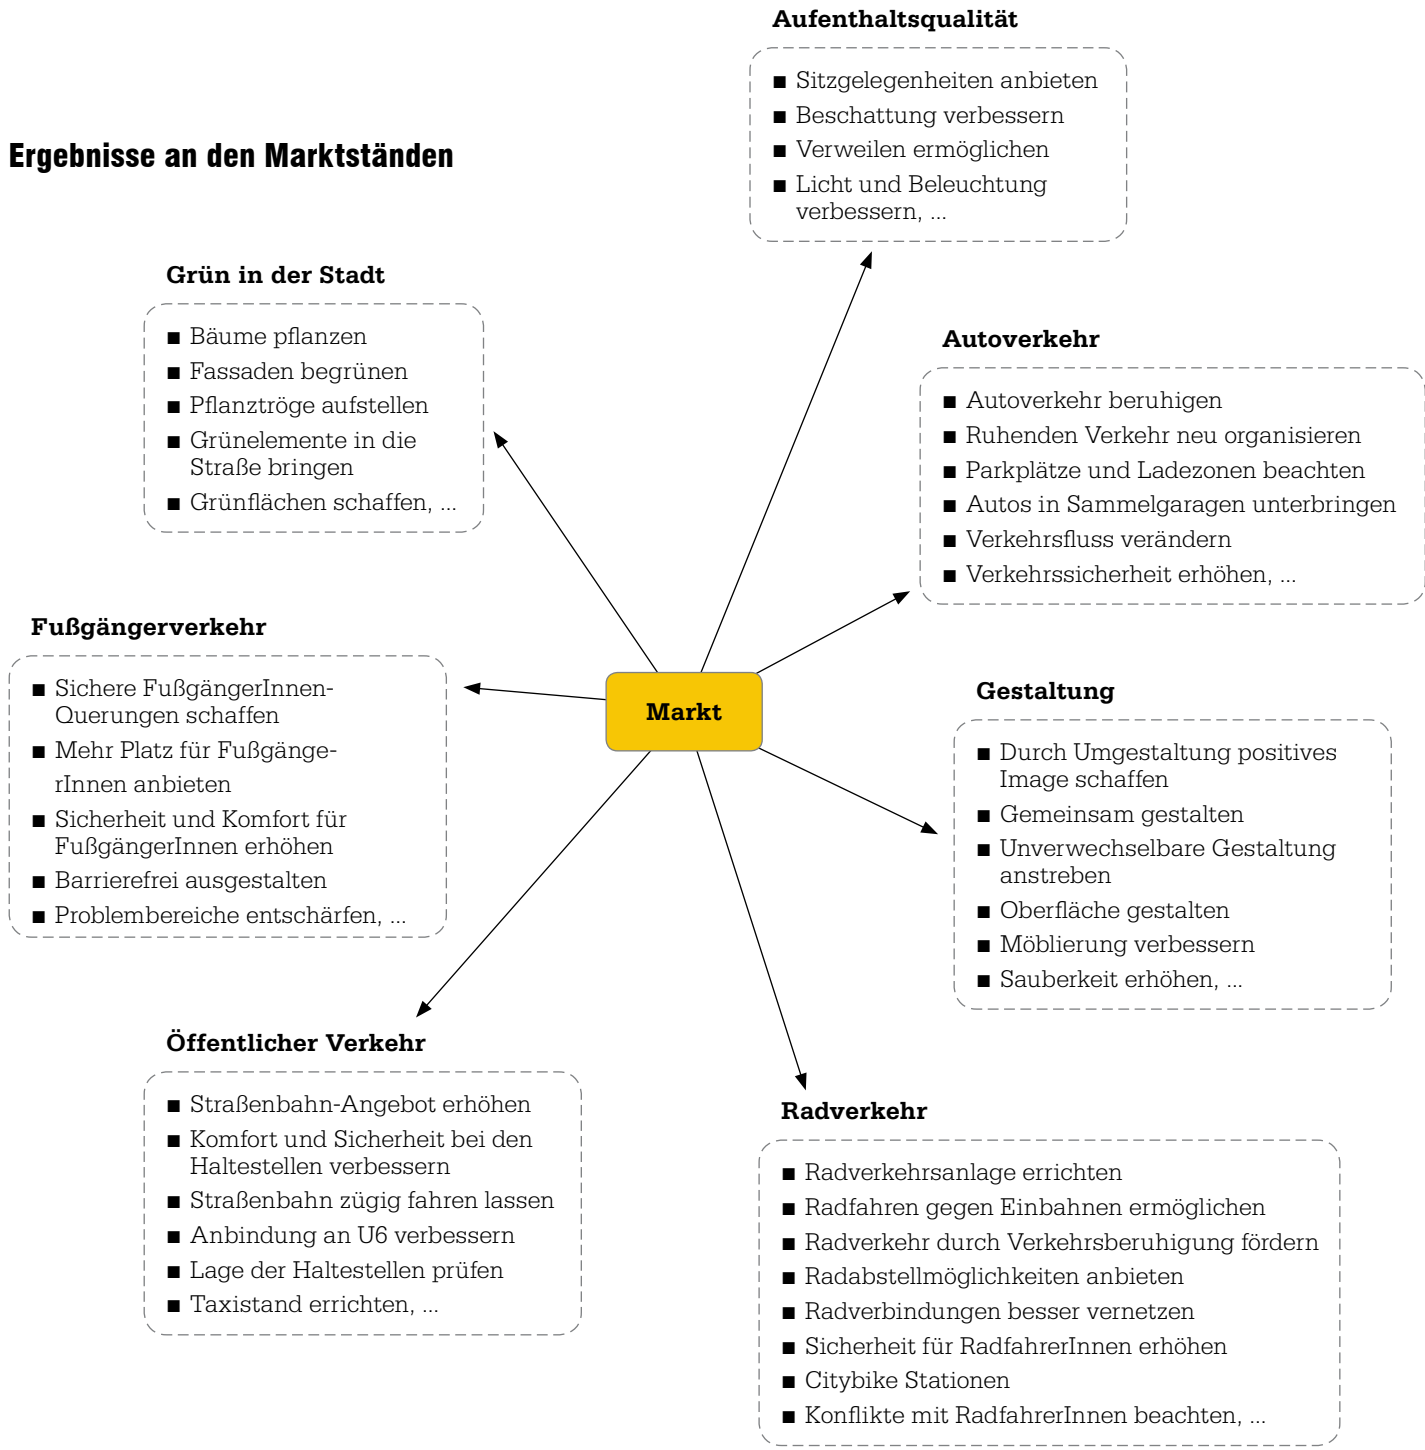 Ergebnisse an den Marktständen
Aufenthaltsqualität
■ Sitzgelegenheiten anbieten
■ Beschattung verbessern
■ Verweilen ermöglichen
■ Licht und Beleuchtung
verbessern, ...
Grün in der Stadt
■ Bäume pflanzen
■ Fassaden begrünen
■ Pflanztröge aufstellen
■ Grünelemente in die
Straße bringen
■ Grünflächen schaffen, ...
Autoverkehr
■ Autoverkehr beruhigen
■ Ruhenden Verkehr neu organisieren
■ Parkplätze und Ladezonen beachten
■ Autos in Sammelgaragen unterbringen
■ Verkehrsfluss verändern
■ Verkehrssicherheit erhöhen, ...
Fußgängerverkehr
■ Sichere FußgängerInnen-
Querungen schaffen
■ Mehr Platz für Fußgänge-
rInnen anbieten
■ Sicherheit und Komfort für
FußgängerInnen erhöhen
■ Barrierefrei ausgestalten
■ Problembereiche entschärfen, ...
Markt
Gestaltung
■ Durch Umgestaltung positives
Image schaffen
■ Gemeinsam gestalten
■ Unverwechselbare Gestaltung
anstreben
■ Oberfläche gestalten
■ Möblierung verbessern
■ Sauberkeit erhöhen, ...
Öffentlicher Verkehr
■ Straßenbahn-Angebot erhöhen
■ Komfort und Sicherheit bei den
Haltestellen verbessern
■ Straßenbahn zügig fahren lassen
■ Anbindung an U6 verbessern
■ Lage der Haltestellen prüfen
■ Taxistand errichten, ...
Radverkehr
■ Radverkehrsanlage errichten
■ Radfahren gegen Einbahnen ermöglichen
■ Radverkehr durch Verkehrsberuhigung fördern
■ Radabstellmöglichkeiten anbieten
■ Radverbindungen besser vernetzen
■ Sicherheit für RadfahrerInnen erhöhen
■ Citybike Stationen
■ Konflikte mit RadfahrerInnen beachten, ...